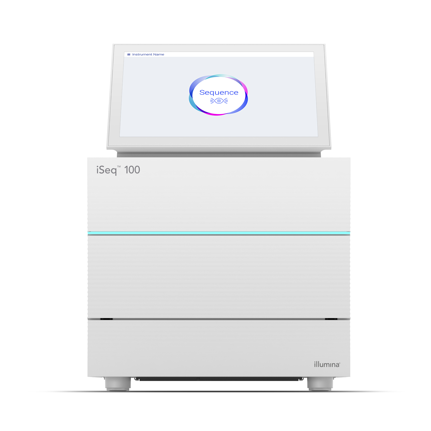 Instrument Name
Sequence
iSeq™ 100
illumina®